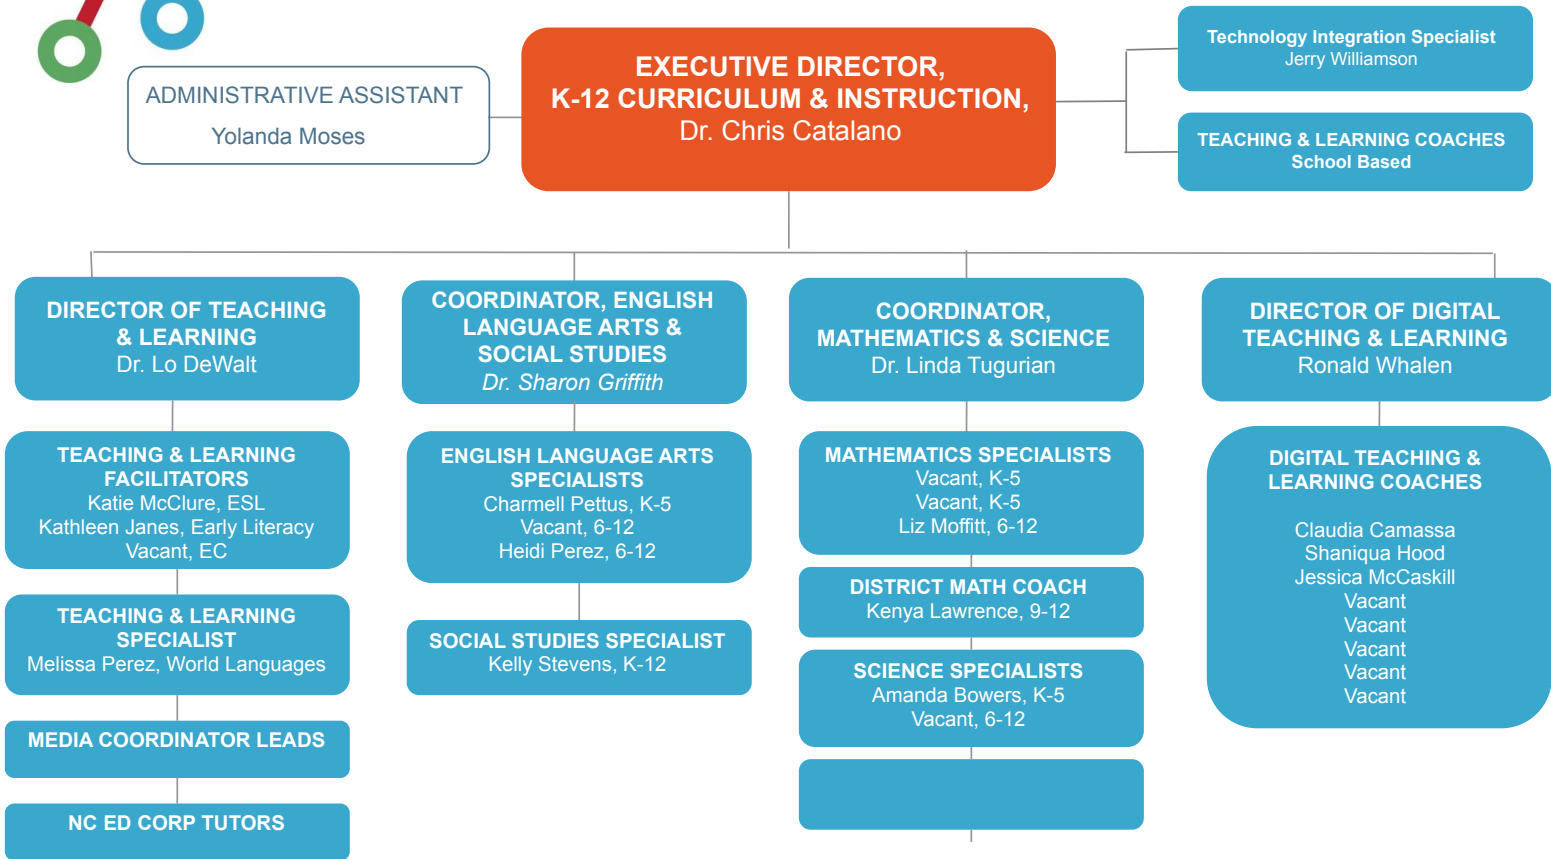 Technology Integration Specialist
Jerry Williamson
EXECUTIVE DIRECTOR,
K-12 CURRICULUM & INSTRUCTION,
Dr. Chris Catalano
ADMINISTRATIVE ASSISTANT
Yolanda Moses
TEACHING & LEARNING COACHES
School Based
DIRECTOR OF TEACHING
& LEARNING
Dr. Lo DeWalt
COORDINATOR, ENGLISH
LANGUAGE ARTS &
SOCIAL STUDIES
Dr. Sharon Griffith
COORDINATOR,
MATHEMATICS & SCIENCE
Dr. Linda Tugurian
DIRECTOR OF DIGITAL
TEACHING & LEARNING
Ronald Whalen
TEACHING & LEARNING
FACILITATORS
Katie McClure, ESL
Kathleen Janes, Early Literacy
Vacant, EC
TEACHING & LEARNING
SPECIALIST
Melissa Perez, World Languages
MEDIA COORDINATOR LEADS
NC ED CORP TUTORS
ENGLISH LANGUAGE ARTS
SPECIALISTS
Charmell Pettus, K-5
Vacant, 6-12
Heidi Perez, 6-12
SOCIAL STUDIES SPECIALIST
Kelly Stevens, K-12
MATHEMATICS SPECIALISTS
Vacant, K-5
Vacant, K-5
Liz Moffitt, 6-12
DISTRICT MATH COACH
Kenya Lawrence, 9-12
SCIENCE SPECIALISTS
Amanda Bowers, K-5
Vacant, 6-12
DIGITAL TEACHING &
LEARNING COACHES
Claudia Camassa
Shaniqua Hood
Jessica McCaskill
Vacant
Vacant
Vacant
Vacant
Vacant